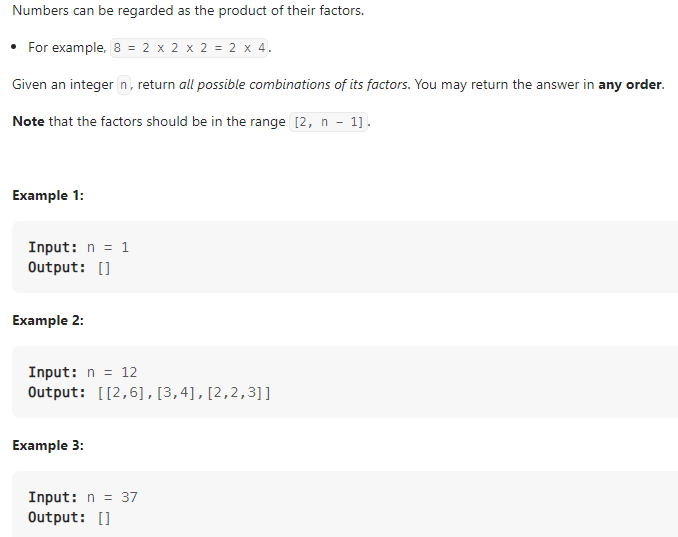 Numbers can be regarded as the product of their factors.
• For example, 8 = 2 x 2 x 2 = 2 x 4.
Given an integer n, return all possible combinations of its factors. You may return the answer in any order.
Note that the factors should be in the range [2, n - 1].
Example 1:
Input: n = 1
Output: []
Example 2:
Input: n = 12
Output: [[2,6],[3,4],[2,2,3]]
Example 3:
Input: n = 37
Output: []